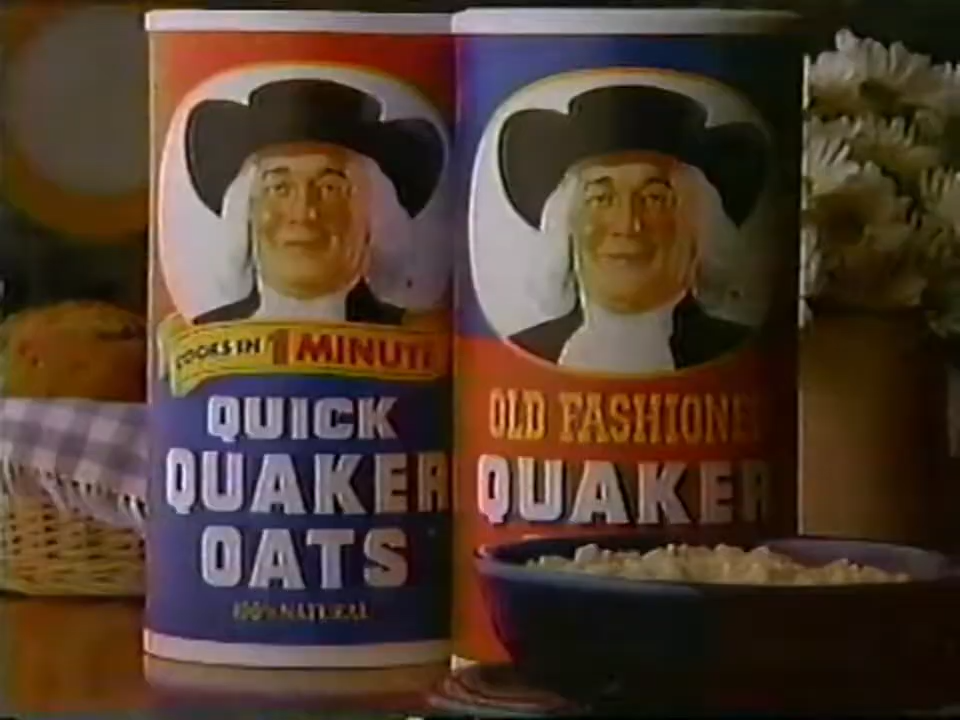 COOKS IN 1 MINUTE
QUICK
QUAKER
OATS
100% NATURAL
OLD FASHIONED
QUAKER